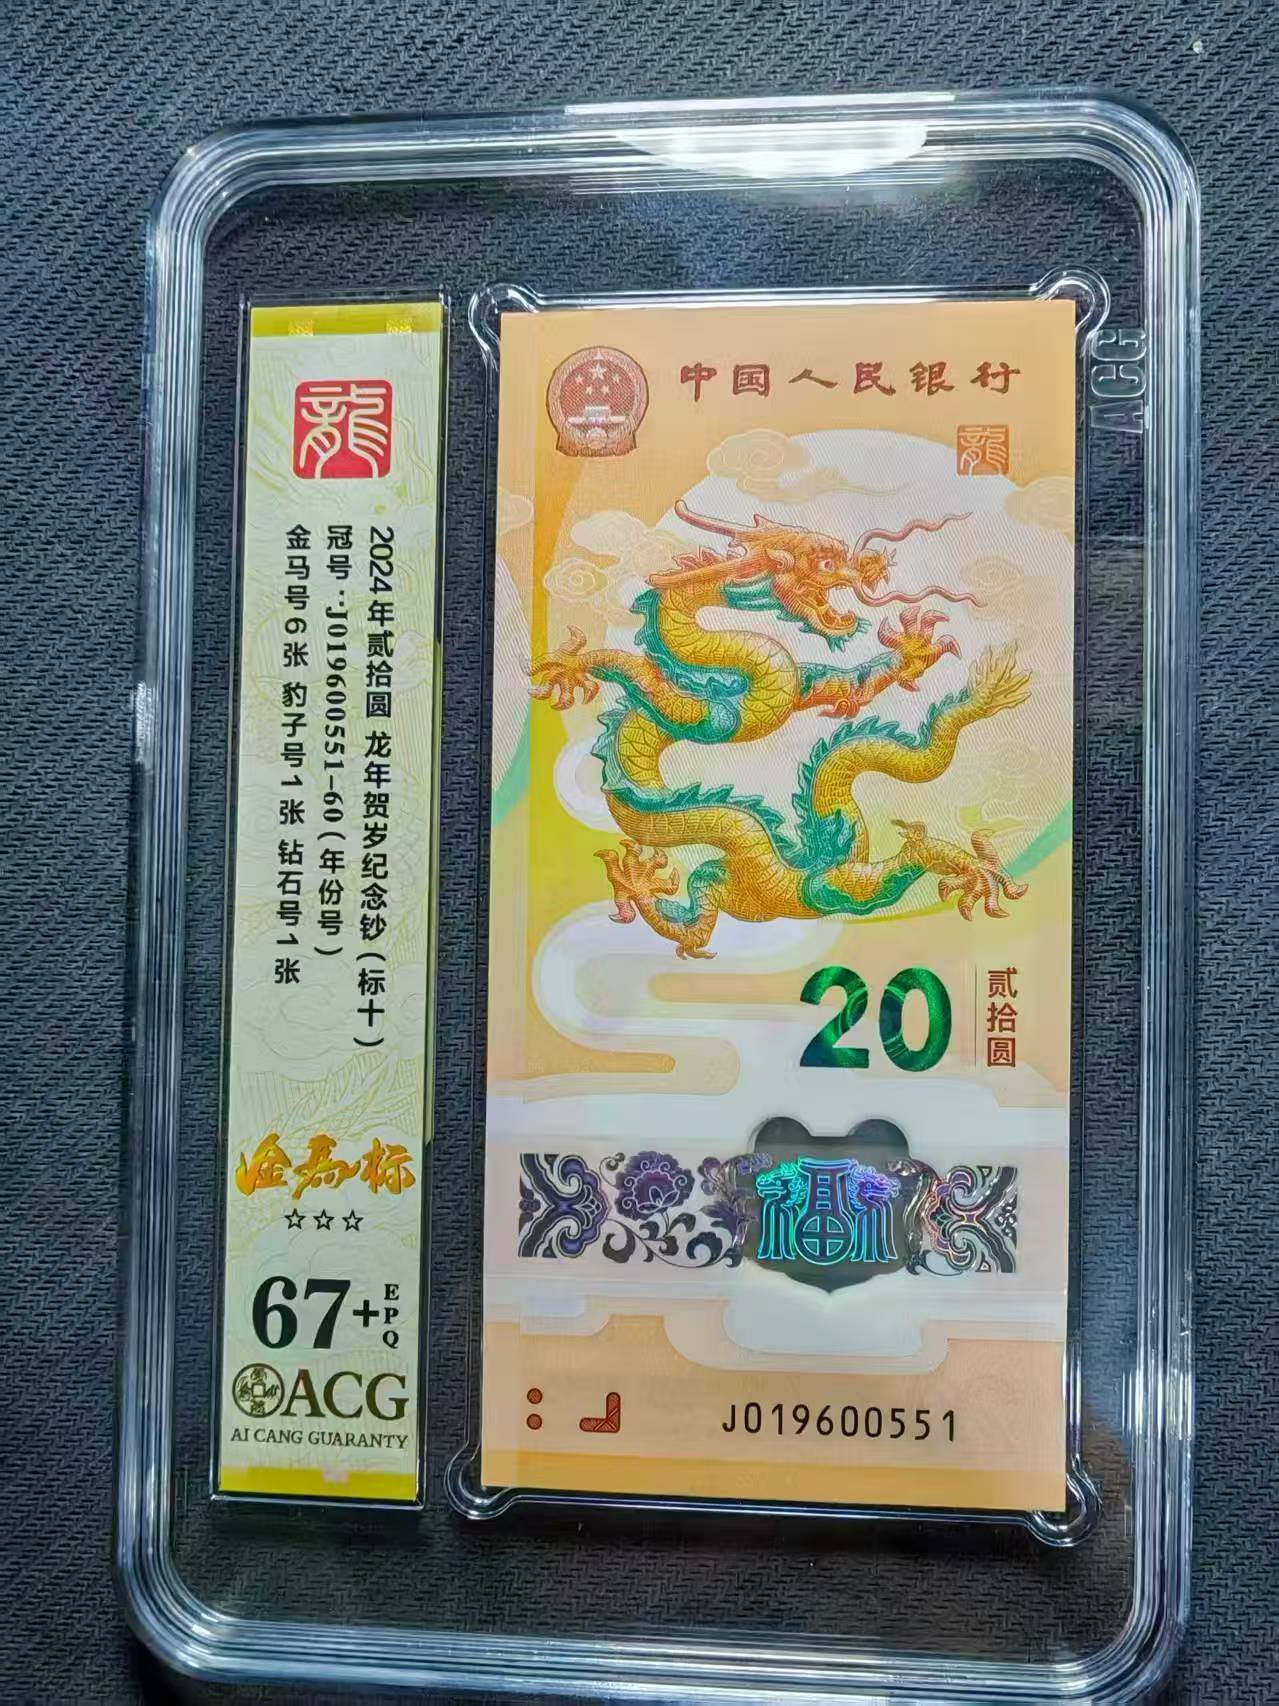 龍
2024年贰拾圆 龙年贺岁纪念钞(标十)
冠号:J019600551-60(年份号)
金马号6张 豹子号1张 钻石号1张
金马标
☆☆☆
67+EPQ
ACG
AI CANG GUARANTY
中国人民银行
龍
20 贰拾圆
福
J019600551
ACG